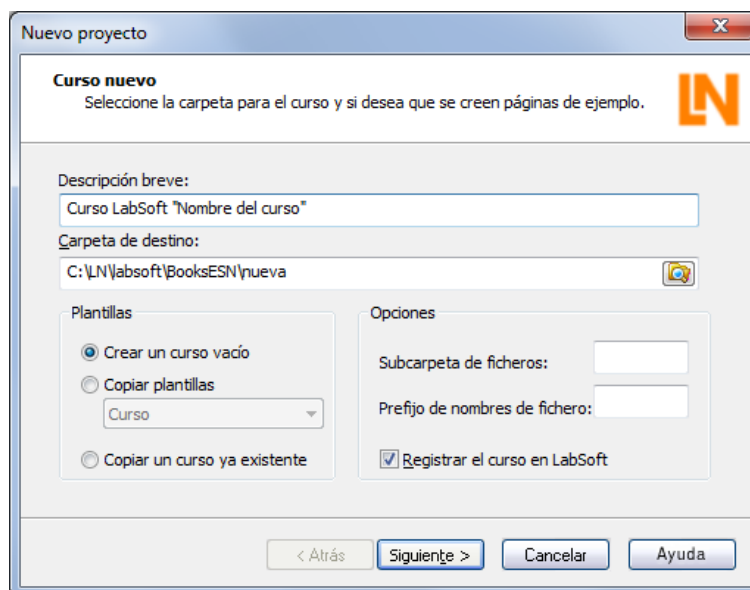 Nuevo proyecto
X
Curso nuevo
Seleccione la carpeta para el curso y si desea que se creen páginas de ejemplo.
LN
Descripción breve:
Curso LabSoft "Nombre del curso"
Carpeta de destino:
C:\LN\labsoft\BooksESN\nueva
Plantillas
Crear un curso vacío
Copiar plantillas
Curso
Copiar un curso ya existente
Opciones
Subcarpeta de ficheros:
Prefijo de nombres de fichero:
Registrar el curso en LabSoft
< Atrás
Siguiente >
Cancelar
Ayuda